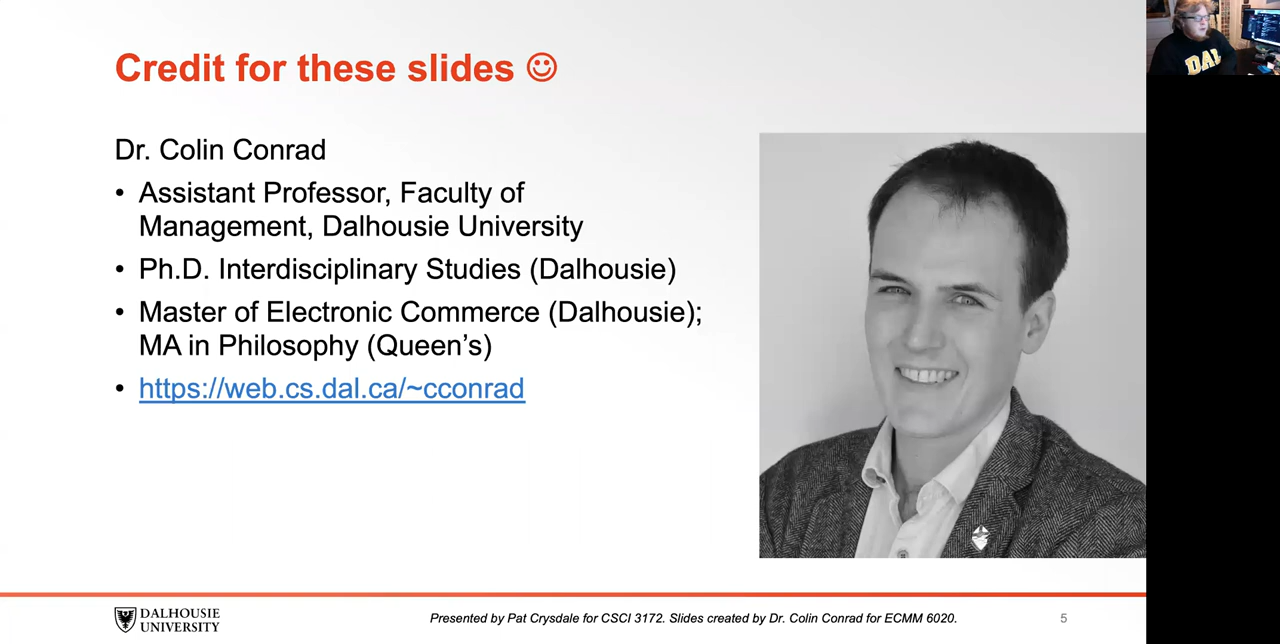 Credit for these slides ☺
Dr. Colin Conrad
• Assistant Professor, Faculty of
Management, Dalhousie University
• Ph.D. Interdisciplinary Studies (Dalhousie)
• Master of Electronic Commerce (Dalhousie);
MA in Philosophy (Queen’s)
• https://web.cs.dal.ca/~cconrad
DALHOUSIE
UNIVERSITY
Presented by Pat Crysdale for CSCI 3172. Slides created by Dr. Colin Conrad for ECMM 6020.
5
DAL